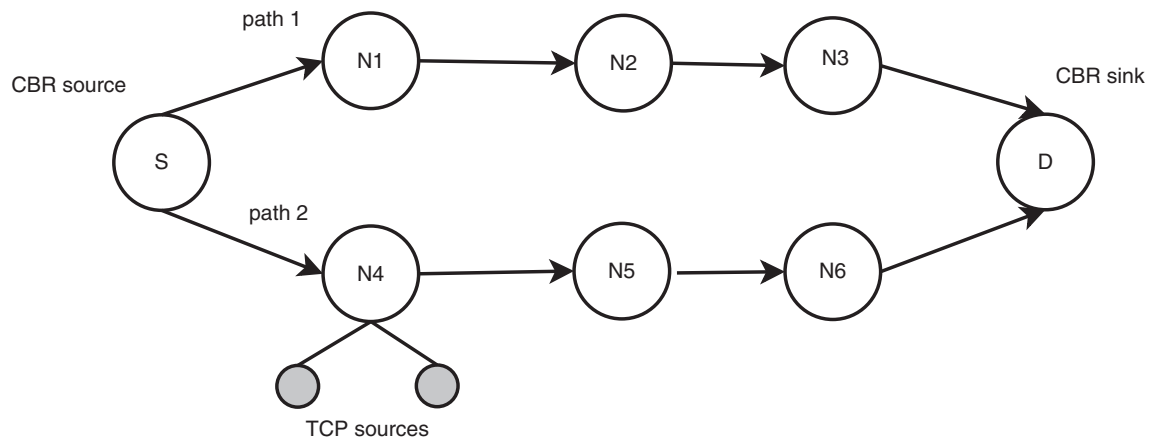 path 1
N1
N2
N3
CBR source
CBR sink
S
D
path 2
N4
N5
N6
TCP sources